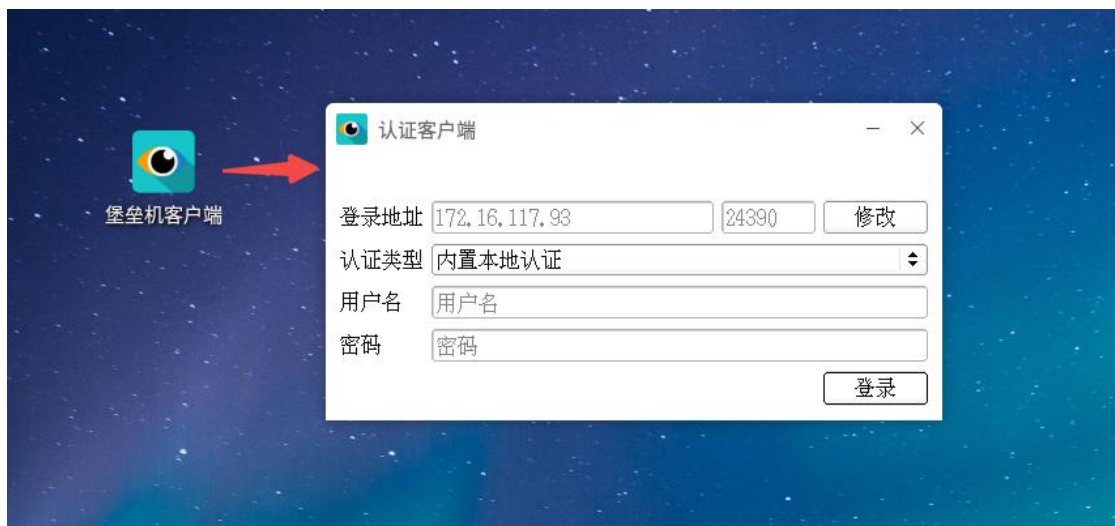 堡垒机客户端
认证客户端
登录地址 172.16.117.93 24390 修改
认证类型 内置本地认证
用户名 用户名
密码 密码
登录